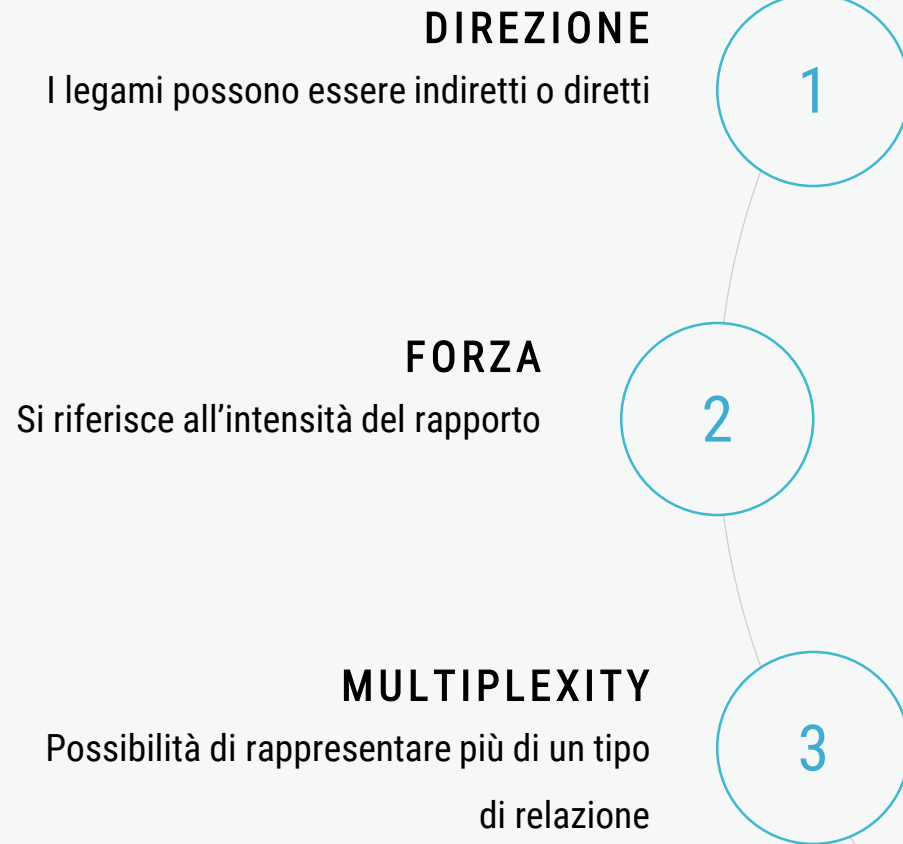 DIREZIONE
I legami possono essere indiretti o diretti
1
FORZA
Si riferisce all’intensità del rapporto
2
MULTIPLEXITY
Possibilità di rappresentare più di un tipo
di relazione
3